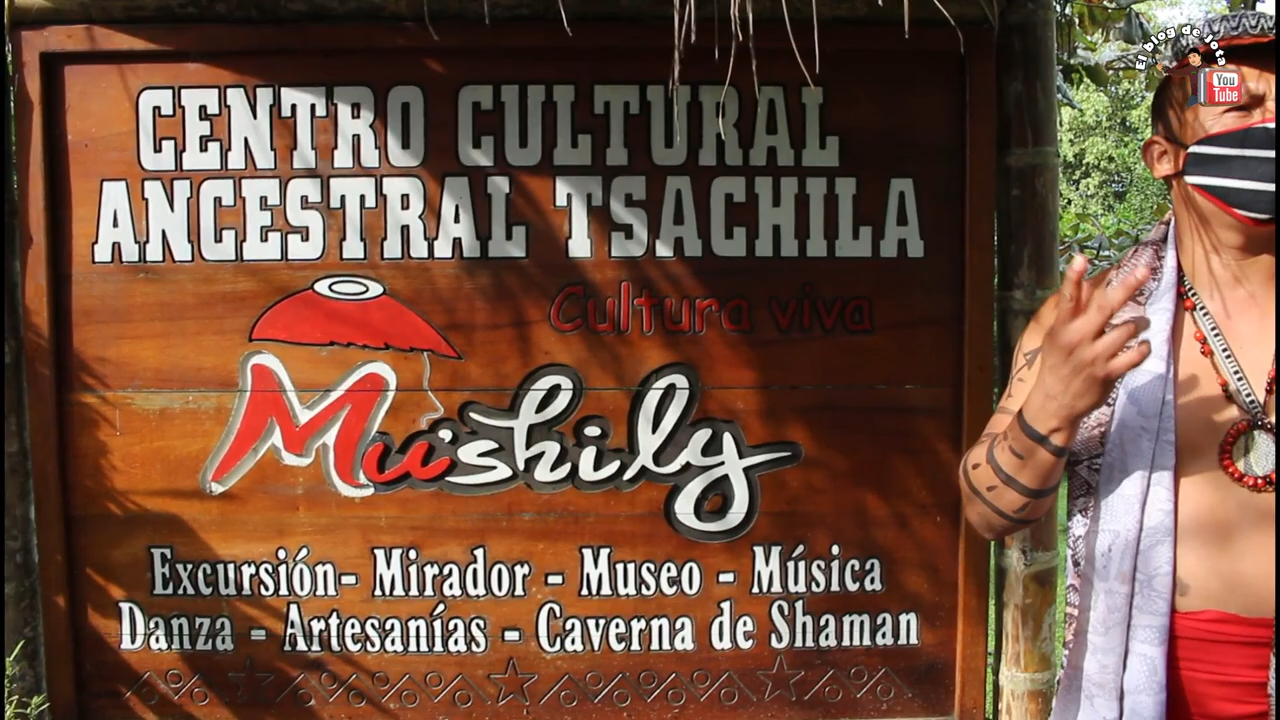 CENTRO CULTURAL
ANCESTRAL TSACHILA
Cultura viva
Mu'shily
Excursión- Mirador - Museo - Música
Danza - Artesanías - Caverna de Shaman
El blog de Jota
You
Tube